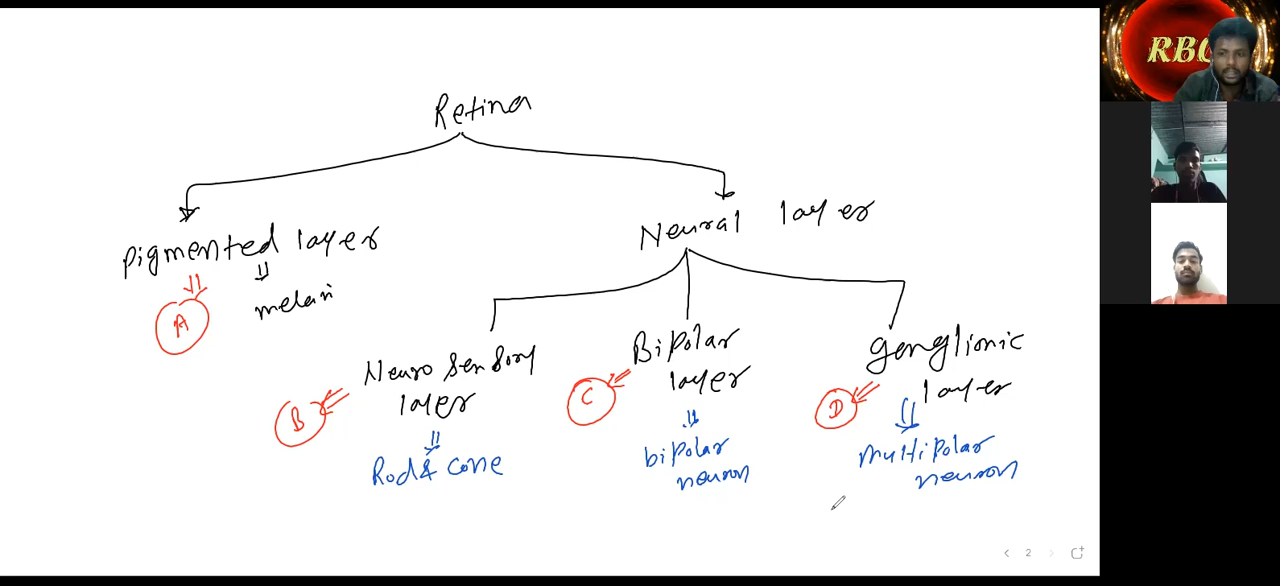 Retina
Pigmented layer
melani
A
Neural layer
Neuro Sensory
layer
B
Rod & cone
Bipolar
layer
C
bipolar
neuron
Genglionic
layer
D
multipolar
neuron
RBC
2